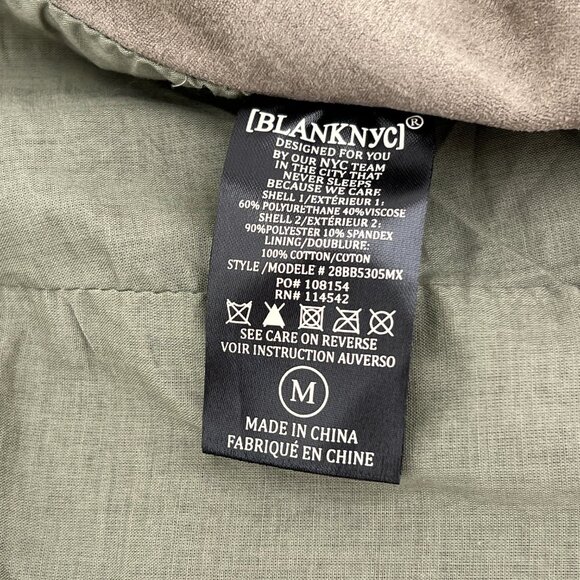 [BLANKNYC]®
DESIGNED FOR YOU
BY OUR NYC TEAM
IN THE CITY THAT
NEVER SLEEPS
BECAUSE WE CARE
SHELL 1/EXTÉRIEUR 1:
60% POLYURETHANE 40%VISCOSE
SHELL 2/EXTÉRIEUR 2:
90%POLYESTER 10% SPANDEX
LINING/DOUBLURE:
100% COTTON/COTON
STYLE/MODELE # 28BB5305MX
PO# 108154
RN# 114542
SEE CARE ON REVERSE
VOIR INSTRUCTION AUVERSO
M
MADE IN CHINA
FABRIQUÉ EN CHINE